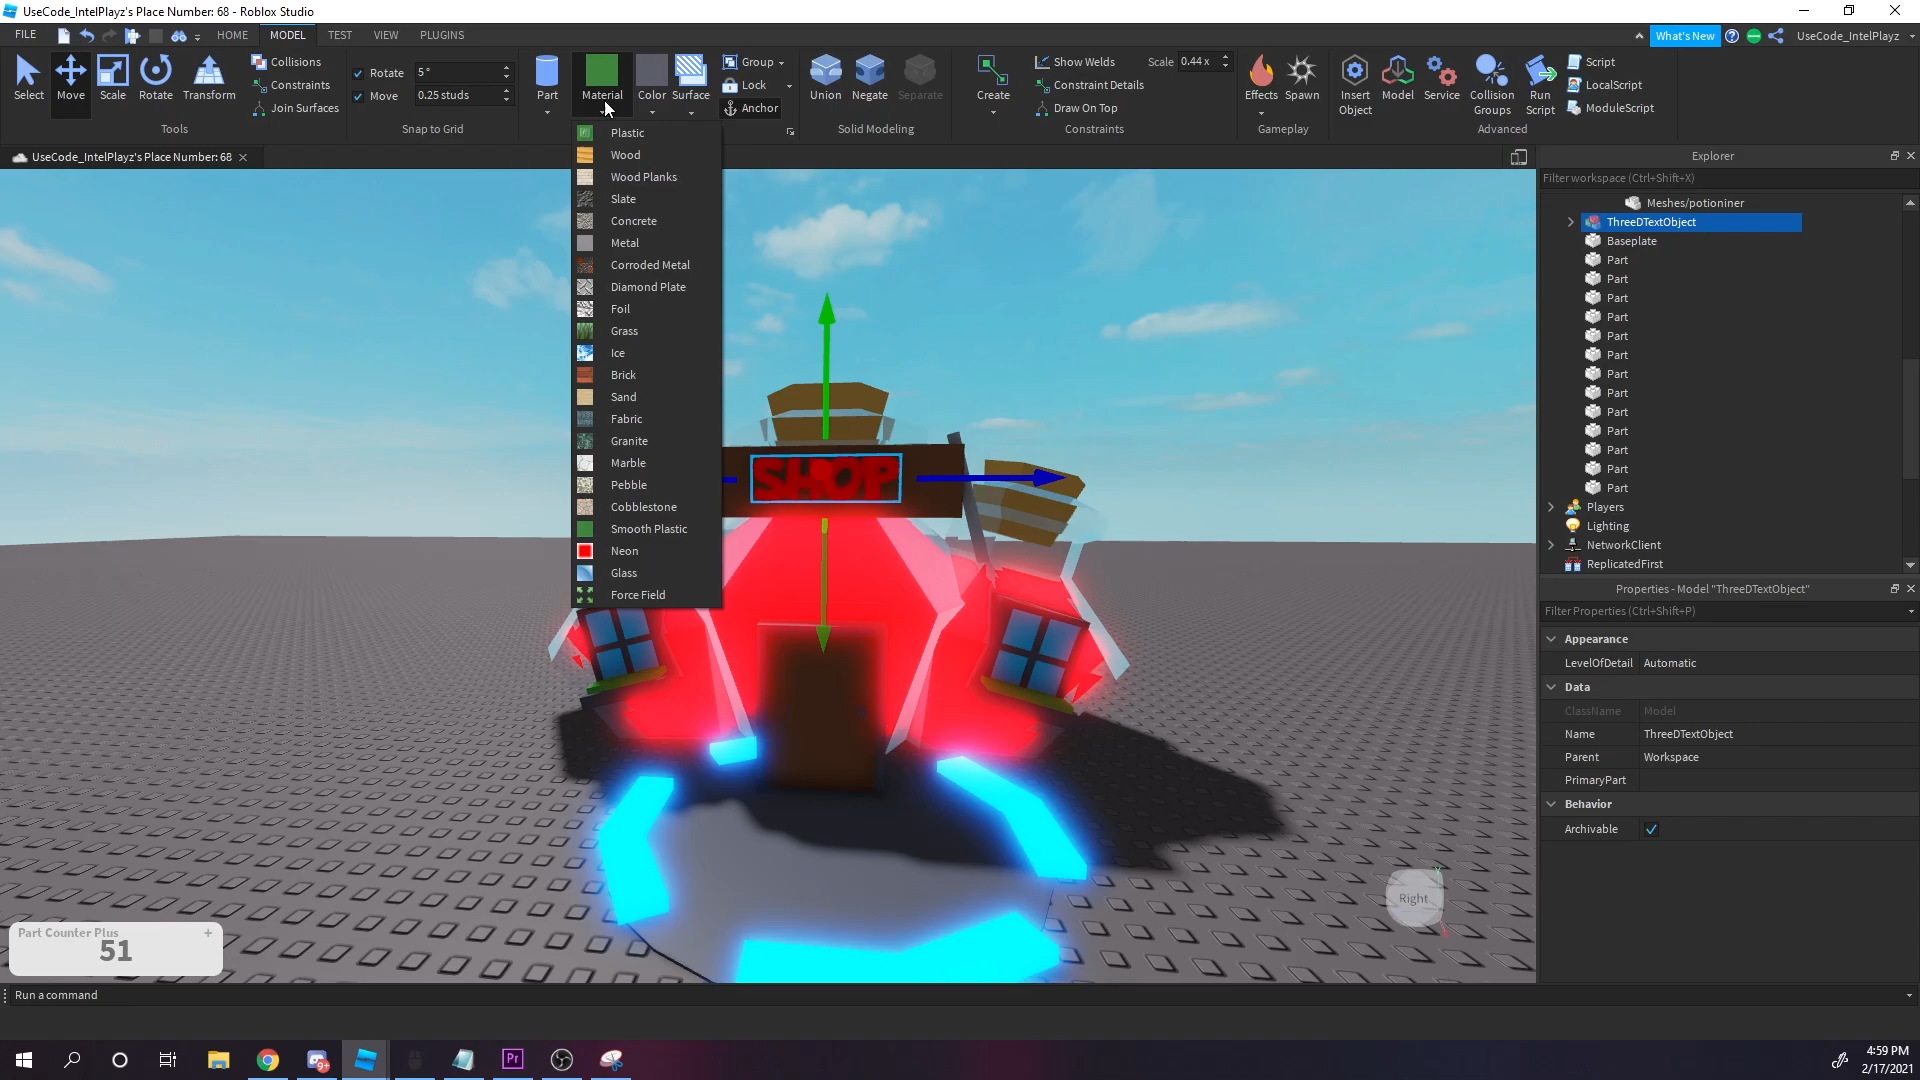 UseCode_IntelPlayz's Place Number: 68 - Roblox Studio
FILE
HOME
MODEL
TEST
VIEW
PLUGINS
What's New
UseCode_IntelPlayz
Select
Move
Scale
Rotate
Transform
Collisions
Constraints
Join Surfaces
Tools
Rotate
5°
Move
0.25 studs
Snap to Grid
Part
Material
Color
Surface
Group
Lock
Anchor
Union
Negate
Separate
Solid Modeling
Create
Show Welds
Scale
0.44 x
Constraint Details
Draw On Top
Constraints
Effects
Spawn
Gameplay
Insert
Object
Model
Service
Collision
Groups
Run
Script
Script
LocalScript
ModuleScript
Advanced
UseCode_IntelPlayz's Place Number: 68
Plastic
Wood
Wood Planks
Slate
Concrete
Metal
Corroded Metal
Diamond Plate
Foil
Grass
Ice
Brick
Sand
Fabric
Granite
Marble
Pebble
Cobblestone
Smooth Plastic
Neon
Glass
Force Field
SHOP
Right
Part Counter Plus
+
51
Explorer
Filter workspace (Ctrl+Shift+X)
Meshes/potioniner
ThreeDTextObject
Baseplate
Part
Part
Part
Part
Part
Part
Part
Part
Part
Part
Part
Part
Part
Players
Lighting
NetworkClient
ReplicatedFirst
Properties - Model "ThreeDTextObject"
Filter Properties (Ctrl+Shift+P)
Appearance
LevelOfDetail Automatic
Data
ClassName Model
Name ThreeDTextObject
Parent Workspace
PrimaryPart
Behavior
Archivable
Run a command
9+
Pr
4:59 PM
2/17/2021